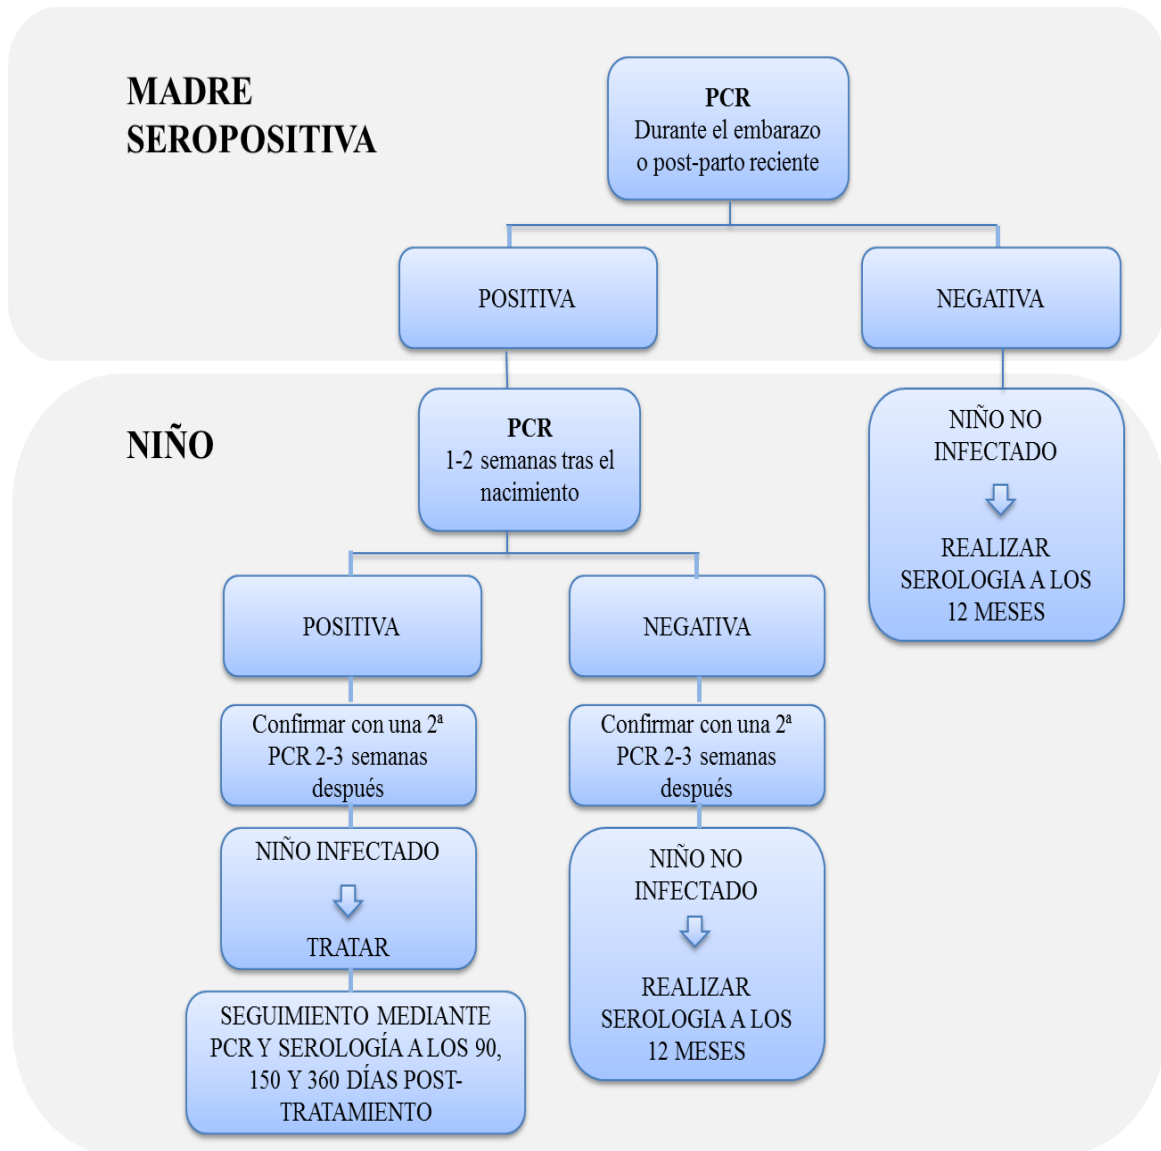 MADRE
SEROPOSITIVA
PCR
Durante el embarazo
o post-parto reciente
POSITIVA
NEGATIVA
NIÑO
PCR
1-2 semanas tras el
nacimiento
NIÑO NO
INFECTADO
REALIZAR
SEROLOGIA A LOS
12 MESES
POSITIVA
NEGATIVA
Confirmar con una 2ª
PCR 2-3 semanas
después
Confirmar con una 2ª
PCR 2-3 semanas
después
NIÑO INFECTADO
TRATAR
NIÑO NO
INFECTADO
REALIZAR
SEROLOGIA A LOS
12 MESES
SEGUIMIENTO MEDIANTE
PCR Y SEROLOGÍA A LOS 90,
150 Y 360 DÍAS POST-
TRATAMIENTO